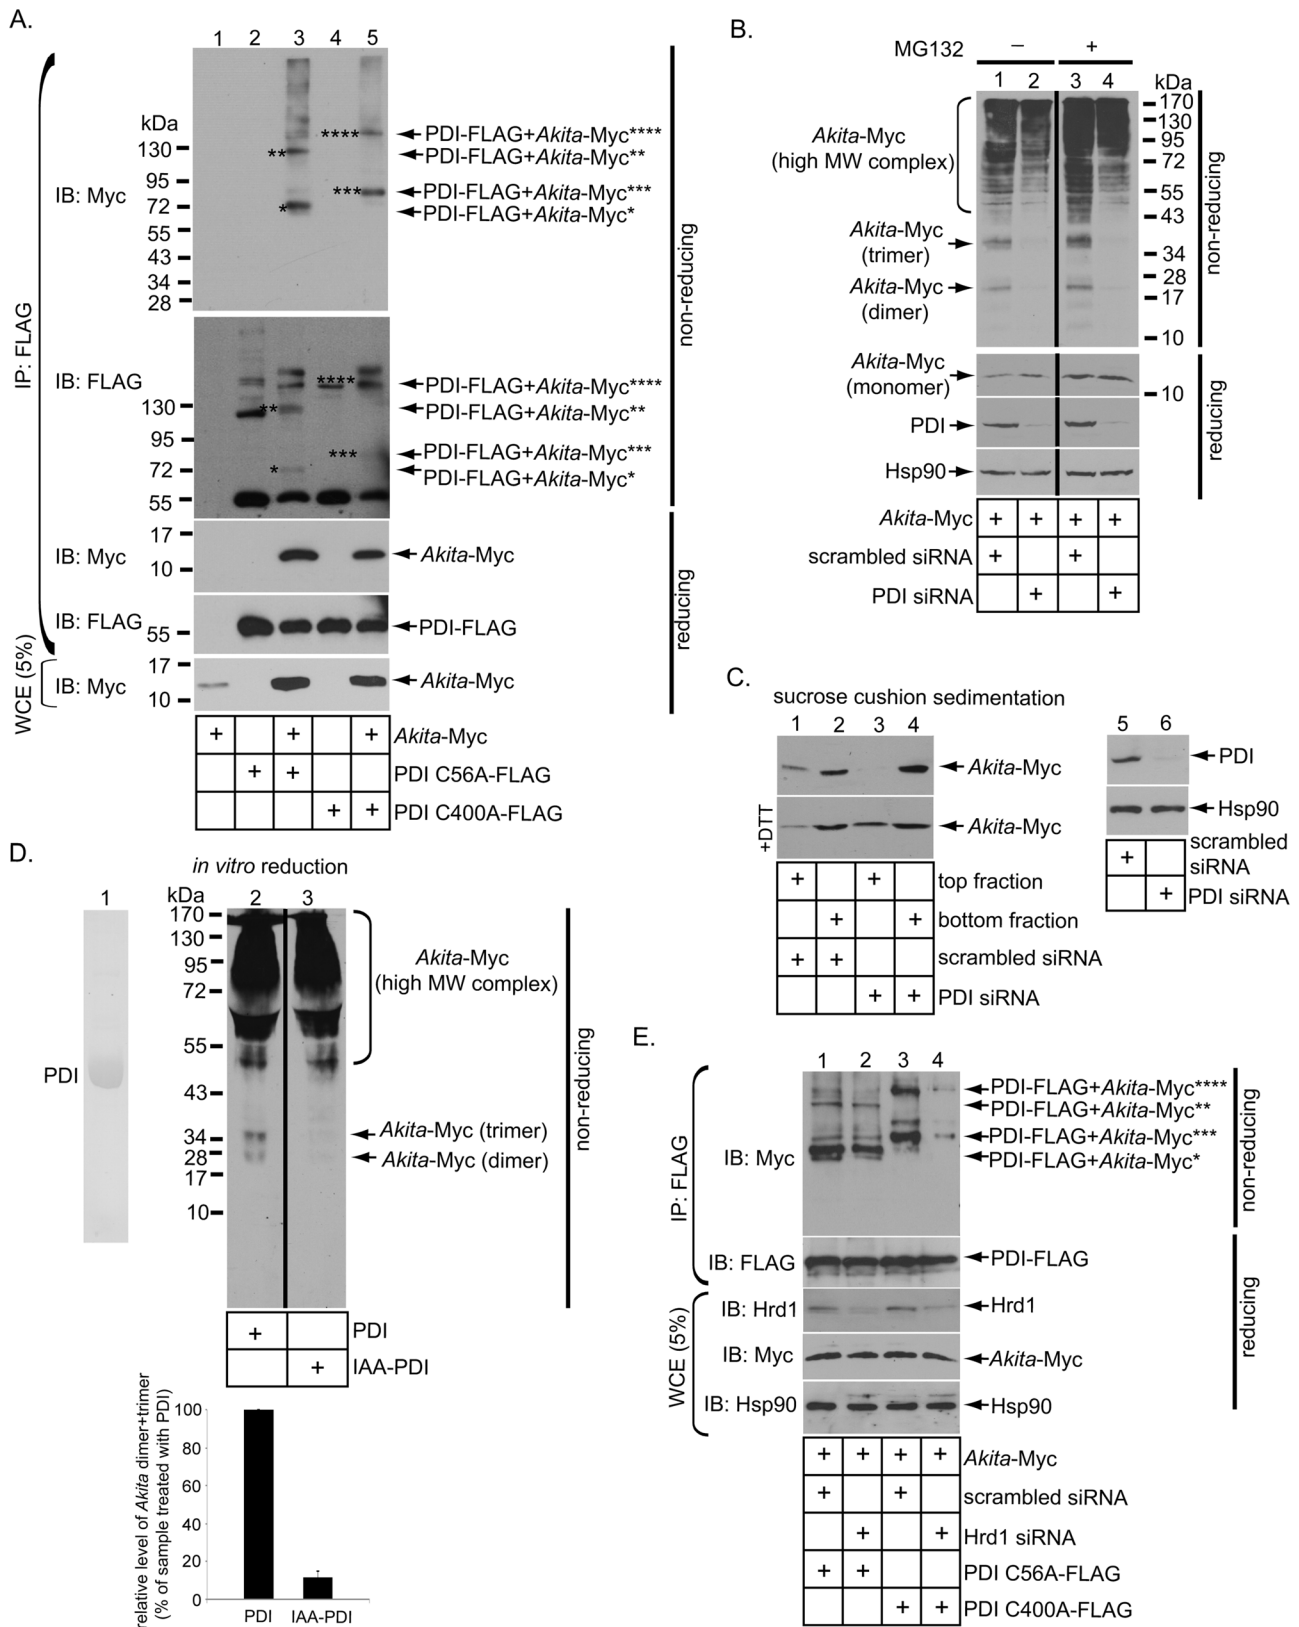 A.
1 2 3 4 5
IP: FLAG
kDa
IB: Myc
130
95
72
55
43
34
28
****
**
***
*
PDI-FLAG+Akita-Myc****
PDI-FLAG+Akita-Myc**
PDI-FLAG+Akita-Myc***
PDI-FLAG+Akita-Myc*
non-reducing
IB: FLAG
130
95
72
55
****
**
***
*
PDI-FLAG+Akita-Myc****
PDI-FLAG+Akita-Myc**
PDI-FLAG+Akita-Myc***
PDI-FLAG+Akita-Myc*
IB: Myc
17
10
Akita-Myc
IB: FLAG
55
PDI-FLAG
reducing
WCE (5%)
IB: Myc
17
10
Akita-Myc
+ + + Akita-Myc
+ + PDI C56A-FLAG
+ + PDI C400A-FLAG
B.
MG132 – +
1 2 3 4
kDa
Akita-Myc
(high MW complex)
Akita-Myc
(trimer)
Akita-Myc
(dimer)
170
130
95
72
55
43
34
28
17
10
non-reducing
Akita-Myc
(monomer)
10
PDI
Hsp90
reducing
Akita-Myc + + + +
scrambled siRNA + +
PDI siRNA + +
C.
sucrose cushion sedimentation
1 2 3 4
Akita-Myc
+DTT
Akita-Myc
+ + top fraction
+ + bottom fraction
+ + scrambled siRNA
+ + PDI siRNA
5 6
PDI
Hsp90
+ scrambled
siRNA
+ PDI siRNA
D.
1
PDI
in vitro reduction
kDa
2 3
170
130
95
72
55
43
34
28
17
10
Akita-Myc
(high MW complex)
Akita-Myc (trimer)
Akita-Myc (dimer)
non-reducing
+ PDI
+ IAA-PDI
relative level of Akita dimer+trimer
(% of sample treated with PDI)
100
80
60
40
20
0
PDI IAA-PDI
E.
1 2 3 4
IP: FLAG
IB: Myc
PDI-FLAG+Akita-Myc****
PDI-FLAG+Akita-Myc**
PDI-FLAG+Akita-Myc***
PDI-FLAG+Akita-Myc*
non-reducing
IB: FLAG
PDI-FLAG
WCE (5%)
IB: Hrd1
Hrd1
IB: Myc
Akita-Myc
IB: Hsp90
Hsp90
reducing
+ + + + Akita-Myc
+ + scrambled siRNA
+ + Hrd1 siRNA
+ + PDI C56A-FLAG
+ + PDI C400A-FLAG